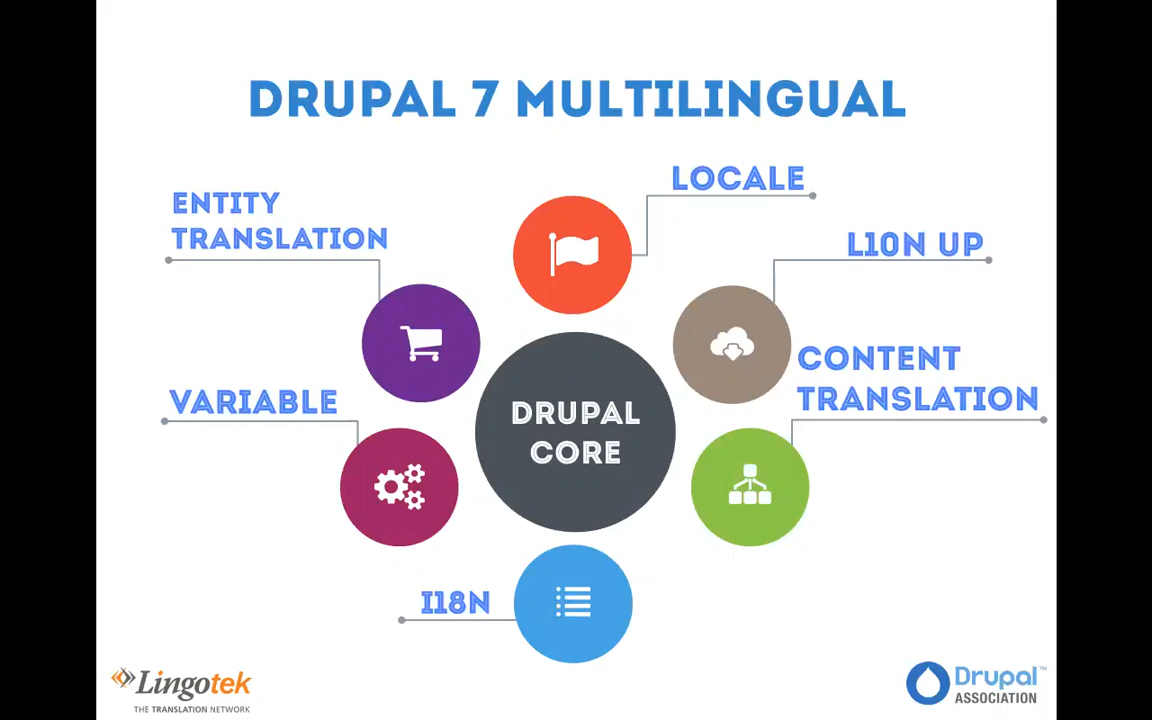 DRUPAL 7 MULTILINGUAL
LOCALE
ENTITY
TRANSLATION
L10N UP
CONTENT
TRANSLATION
VARIABLE
DRUPAL
CORE
I18N
Lingotek
THE TRANSLATION NETWORK
Drupal™
ASSOCIATION